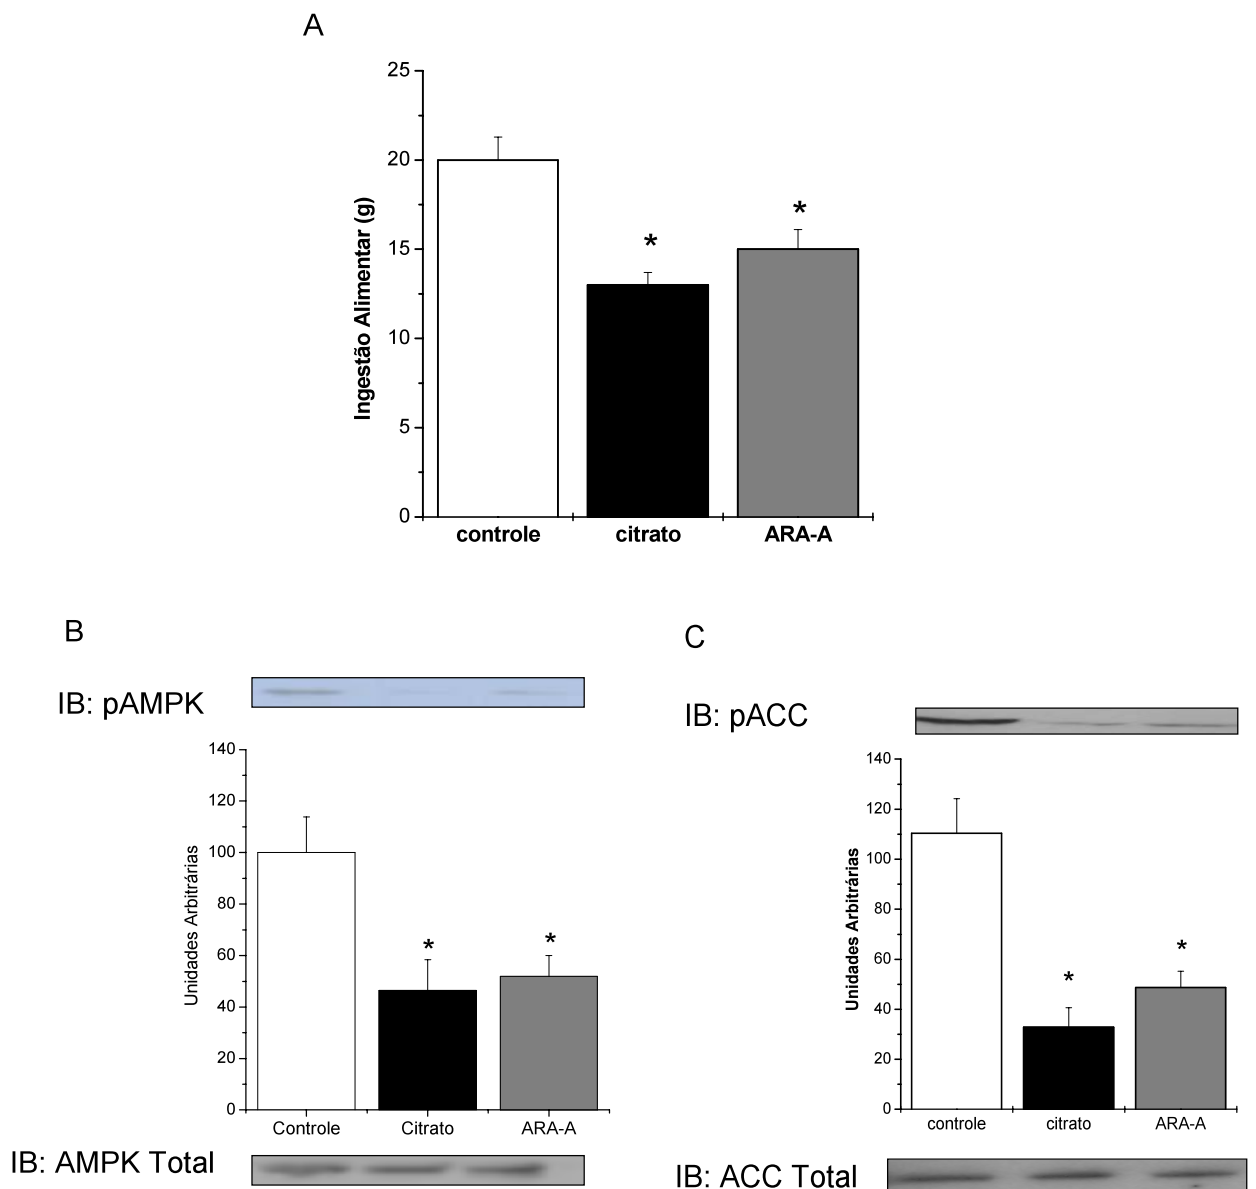 A
25
20
15
10
5
0
Ingestão Alimentar (g)
*
*
controle citrato ARA-A
B
IB: pAMPK
140
120
100
80
60
40
20
0
Unidades Arbitrárias
*
*
Controle Citrato ARA-A
IB: AMPK Total
C
IB: pACC
140
120
100
80
60
40
20
0
Unidades Arbitrárias
*
*
controle citrato ARA-A
IB: ACC Total